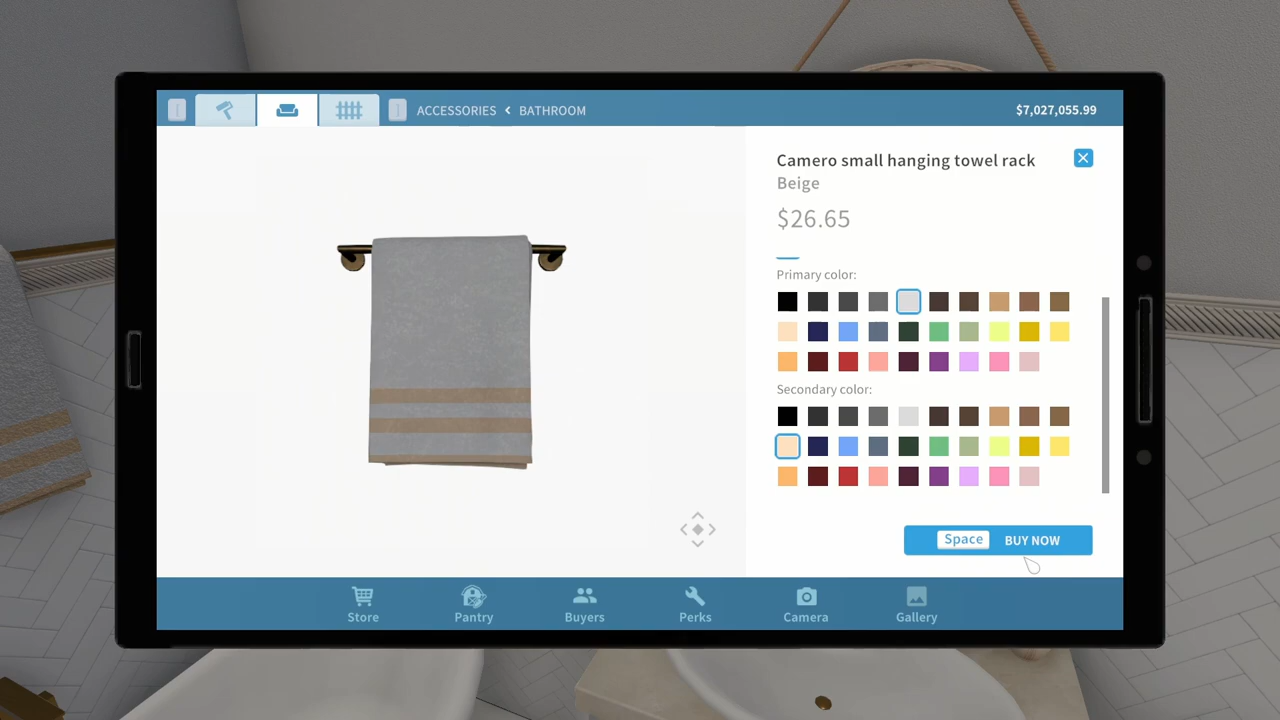 ACCESSORIES < BATHROOM
$7,027,055.99
Camero small hanging towel rack
Beige
$26.65
Primary color:
Secondary color:
Space BUY NOW
Store
Pantry
Buyers
Perks
Camera
Gallery